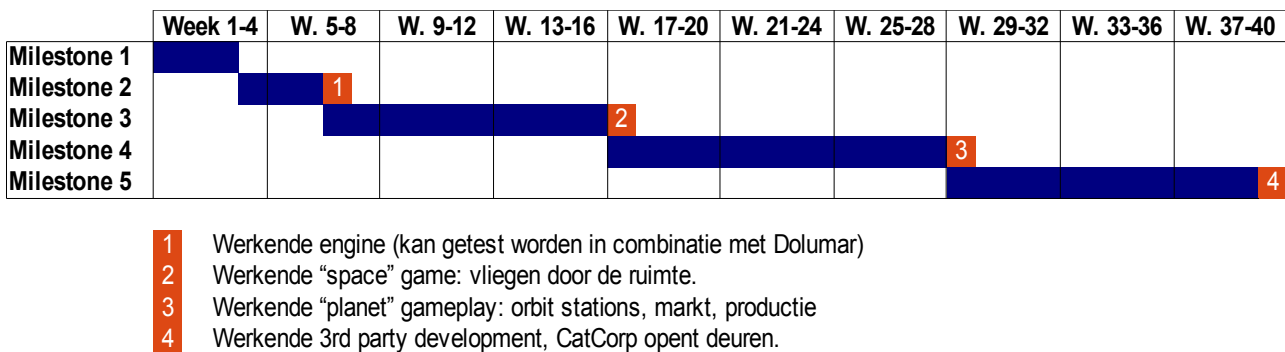 Week 1-4 W. 5-8 W. 9-12 W. 13-16 W. 17-20 W. 21-24 W. 25-28 W. 29-32 W. 33-36 W. 37-40
Milestone 1
Milestone 2 1
Milestone 3 2
Milestone 4 3
Milestone 5 4
1 Werkende engine (kan getest worden in combinatie met Dolumar)
2 Werkende “space” game: vliegen door de ruimte.
3 Werkende “planet” gameplay: orbit stations, markt, productie
4 Werkende 3rd party development, CatCorp opent deuren.